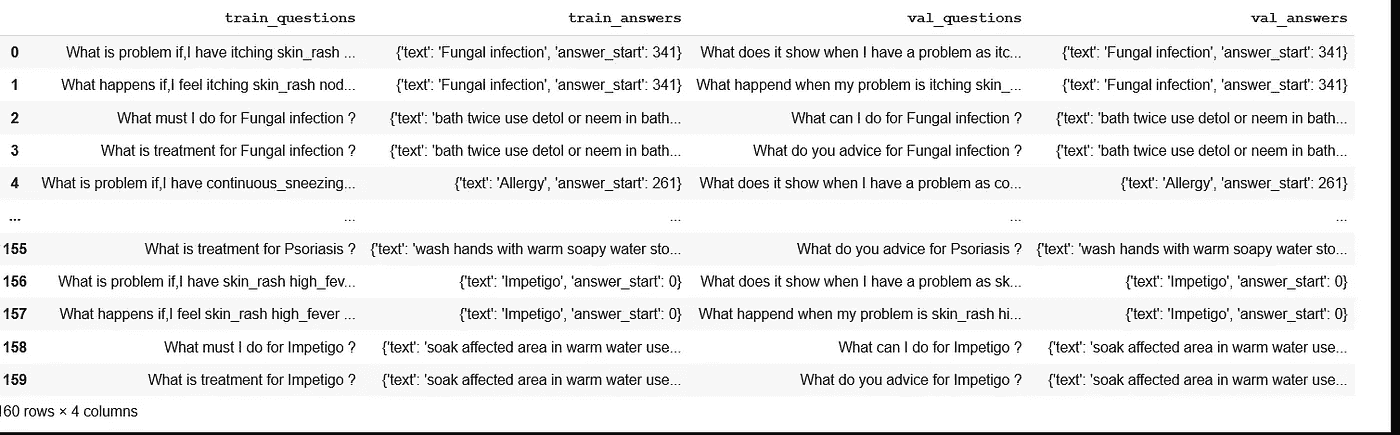 train_questions train_answers val_questions val_answers
0 What is problem if,I have itching skin_rash ... {'text': 'Fungal infection', 'answer_start': 341} What does it show when I have a problem as itc... {'text': 'Fungal infection', 'answer_start': 341}
1 What happens if,I feel itching skin_rash nod... {'text': 'Fungal infection', 'answer_start': 341} What happend when my problem is itching skin_... {'text': 'Fungal infection', 'answer_start': 341}
2 What must I do for Fungal infection ? {'text': 'bath twice use detol or neem in bath... What can I do for Fungal infection ? {'text': 'bath twice use detol or neem in bath...
3 What is treatment for Fungal infection ? {'text': 'bath twice use detol or neem in bath... What do you advice for Fungal infection ? {'text': 'bath twice use detol or neem in bath...
4 What is problem if,I have continuous_sneezing... {'text': 'Allergy', 'answer_start': 261} What does it show when I have a problem as co... {'text': 'Allergy', 'answer_start': 261}
... ... ... ... ...
155 What is treatment for Psoriasis ? {'text': 'wash hands with warm soapy water sto... What do you advice for Psoriasis ? {'text': 'wash hands with warm soapy water sto...
156 What is problem if,I have skin_rash high_fev... {'text': 'Impetigo', 'answer_start': 0} What does it show when I have a problem as sk... {'text': 'Impetigo', 'answer_start': 0}
157 What happens if,I feel skin_rash high_fever ... {'text': 'Impetigo', 'answer_start': 0} What happend when my problem is skin_rash hi... {'text': 'Impetigo', 'answer_start': 0}
158 What must I do for Impetigo ? {'text': 'soak affected area in warm water use... What can I do for Impetigo ? {'text': 'soak affected area in warm water use...
159 What is treatment for Impetigo ? {'text': 'soak affected area in warm water use... What do you advice for Impetigo ? {'text': 'soak affected area in warm water use...
160 rows × 4 columns